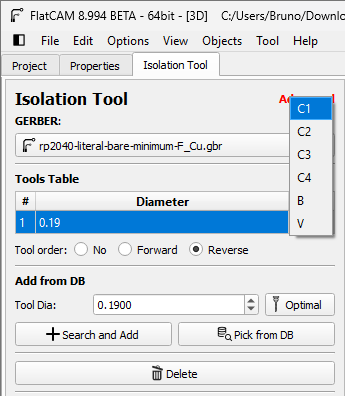 FlatCAM 8.994 BETA - 64bit - [3D] C:/Users/Bruno/Downlo
File Edit Options View Objects Tool Help
Project Properties Isolation Tool
Isolation Tool
GERBER:
rp2040-literal-bare-minimum-F_Cu.gbr
C1
C2
C3
C4
B
V
Tools Table
# Diameter
1 0.19
Tool order: No Forward Reverse
Add from DB
Tool Dia: 0.1900 Optimal
Search and Add Pick from DB
Delete